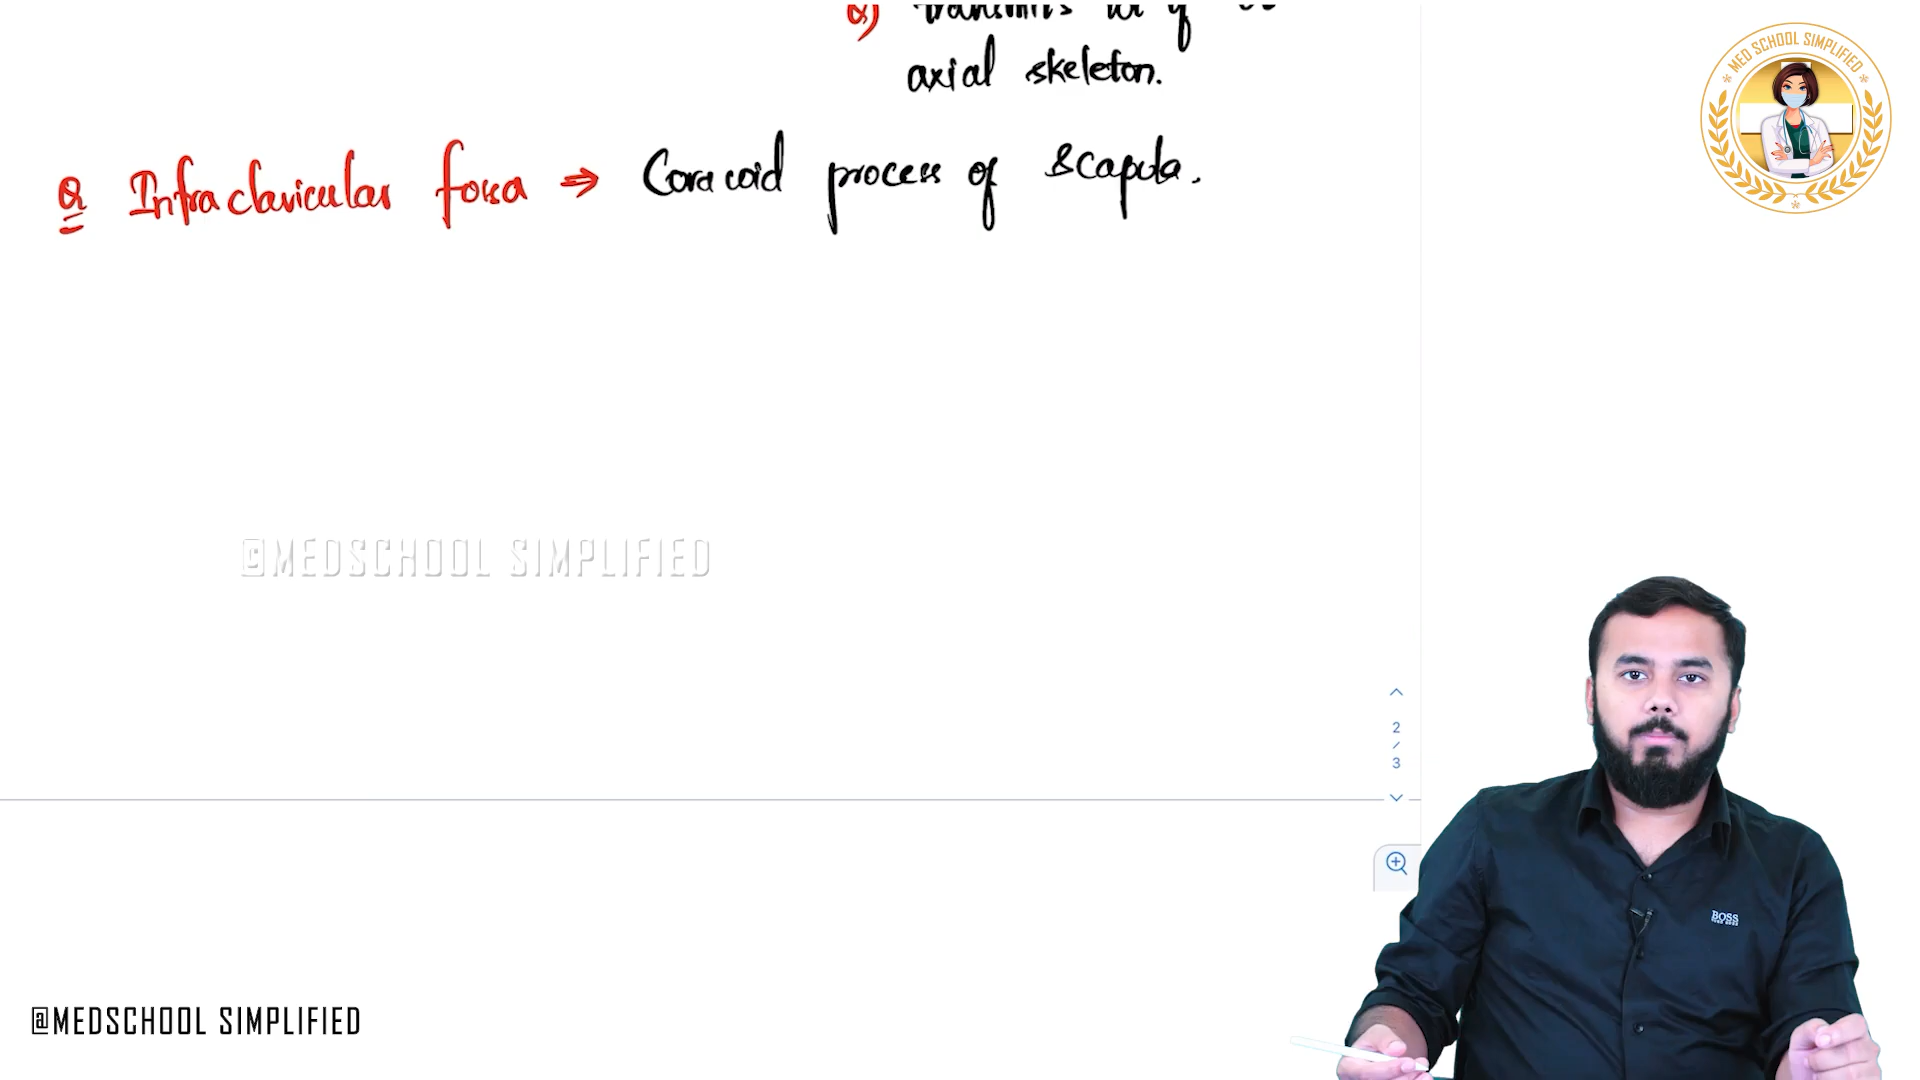 Q)
axial skeleton.
Q Infraclavicular fossa ⇒ Coracoid process of Scapula.
MED SCHOOL SIMPLIFIED
@MEDSCHOOL SIMPLIFIED
2
/
3
BOSS
@MEDSCHOOL SIMPLIFIED